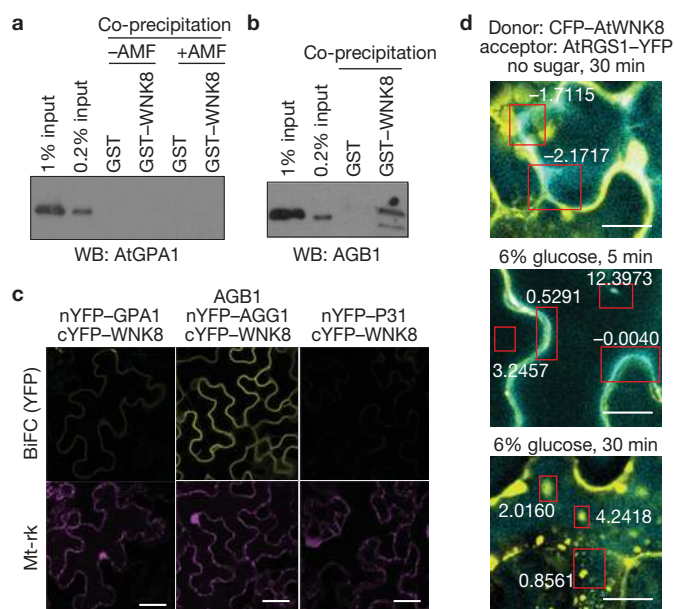 a
Co-precipitation
–AMF +AMF
1% input
0.2% input
GST
GST–WNK8
GST
GST–WNK8
WB: AtGPA1
b
Co-precipitation
1% input
0.2% input
GST
GST–WNK8
WB: AGB1
c
nYFP–GPA1
cYFP–WNK8
AGB1
nYFP–AGG1
cYFP–WNK8
nYFP–P31
cYFP–WNK8
BiFC (YFP)
Mt-rk
d
Donor: CFP–AtWNK8
acceptor: AtRGS1–YFP
no sugar, 30 min
–1.7115
–2.1717
6% glucose, 5 min
12.3973
0.5291
–0.0040
3.2457
6% glucose, 30 min
2.0160
4.2418
0.8561